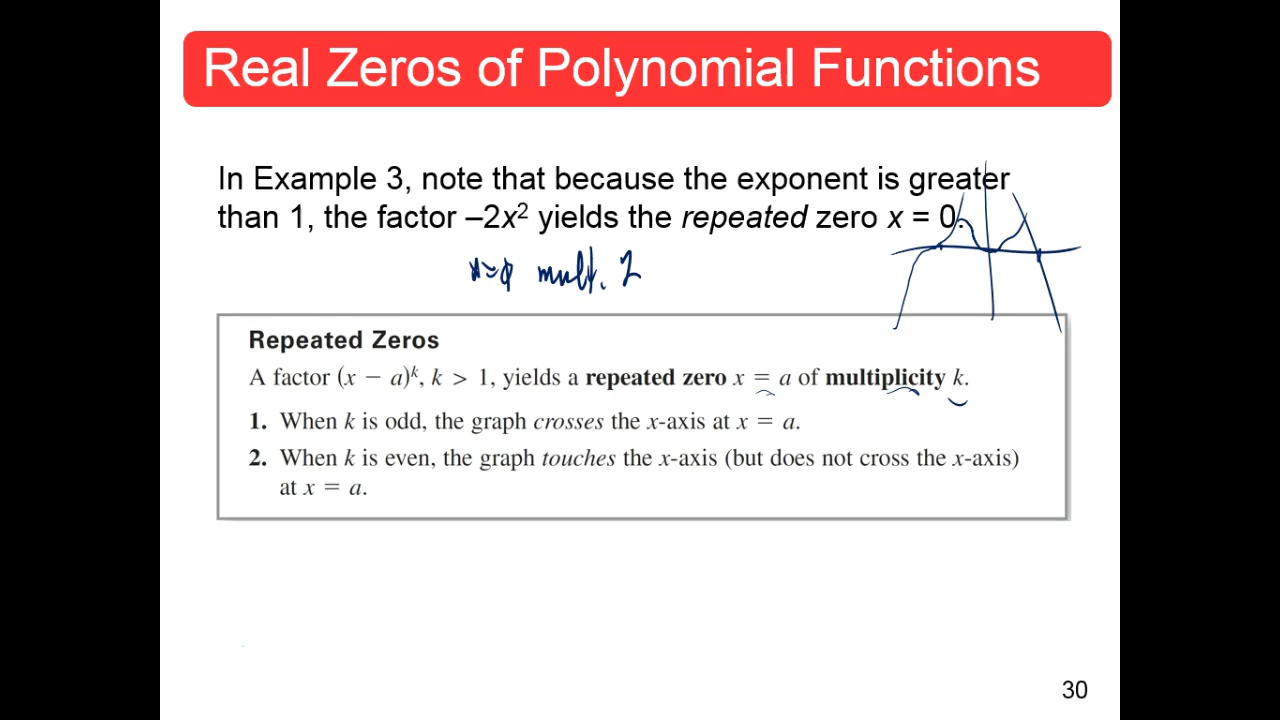 Real Zeros of Polynomial Functions
In Example 3, note that because the exponent is greater
than 1, the factor –2x² yields the repeated zero x = 0.
x=0 mult. 2
Repeated Zeros
A factor (x − a)ᵏ, k > 1, yields a repeated zero x = a of multiplicity k.
1. When k is odd, the graph crosses the x-axis at x = a.
2. When k is even, the graph touches the x-axis (but does not cross the x-axis)
at x = a.
30